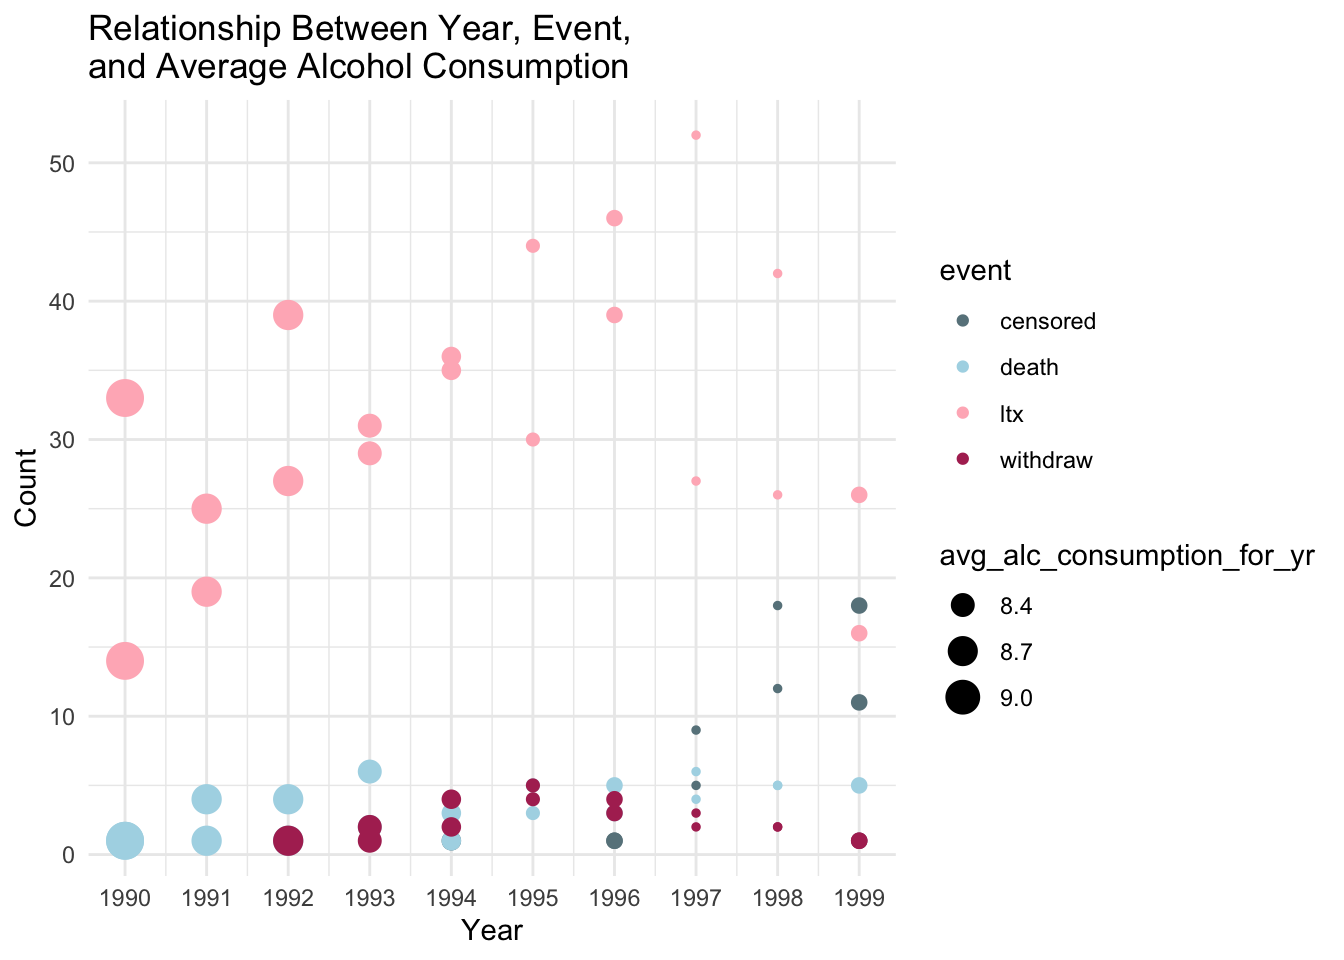 Relationship Between Year, Event,
and Average Alcohol Consumption
Count
50
40
30
20
10
0
1990 1991 1992 1993 1994 1995 1996 1997 1998 1999
Year
event
censored
death
ltx
withdraw
avg_alc_consumption_for_yr
8.4
8.7
9.0